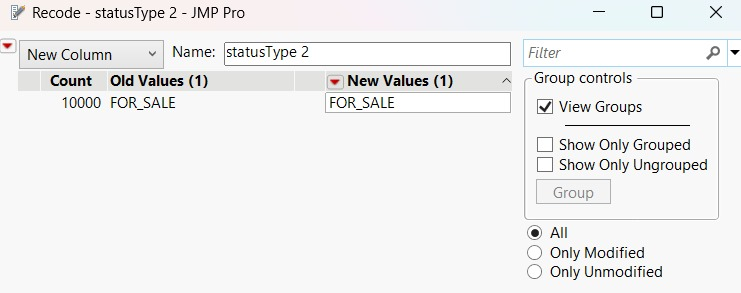 Recode - statusType 2 - JMP Pro
New Column Name: statusType 2 Filter
Count Old Values (1) New Values (1)
10000 FOR_SALE FOR_SALE
Group controls
View Groups
Show Only Grouped
Show Only Ungrouped
Group
All
Only Modified
Only Unmodified